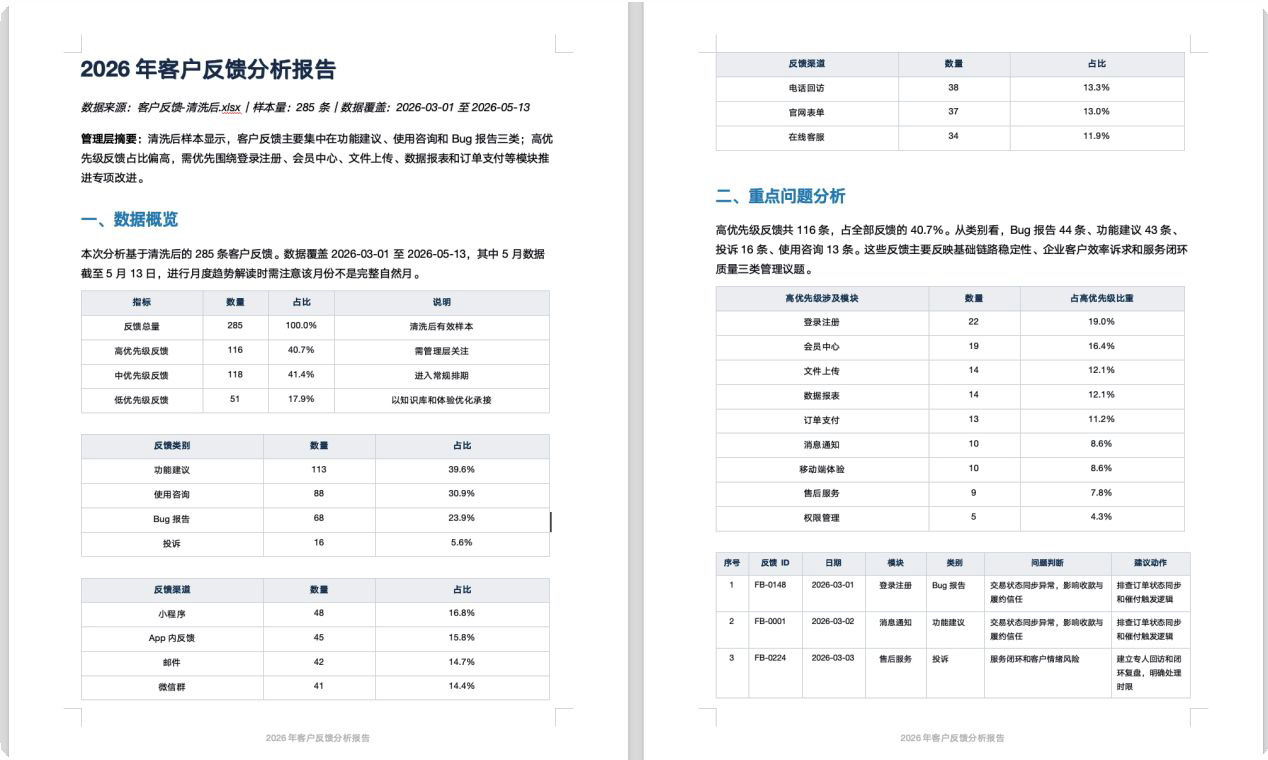 2026 年客户反馈分析报告
数据来源：客户反馈-清洗后.xlsx｜样本量：285 条｜数据覆盖：2026-03-01 至 2026-05-13
管理层摘要：清洗后样本显示，客户反馈主要集中在功能建议、使用咨询和 Bug 报告三类；高优
先级反馈占比偏高，需优先围绕登录注册、会员中心、文件上传、数据报表和订单支付等模块推
进专项改进。
一、数据概览
本次分析基于清洗后的 285 条客户反馈。数据覆盖 2026-03-01 至 2026-05-13，其中 5 月数据
截至 5 月 13 日，进行月度趋势解读时需注意该月份不是完整自然月。
指标 数量 占比 说明
反馈总量 285 100.0% 清洗后有效样本
高优先级反馈 116 40.7% 需管理层关注
中优先级反馈 118 41.4% 进入常规排期
低优先级反馈 51 17.9% 以知识库和体验优化承接
反馈类别 数量 占比
功能建议 113 39.6%
使用咨询 88 30.9%
Bug 报告 68 23.9%
投诉 16 5.6%
反馈渠道 数量 占比
小程序 48 16.8%
App 内反馈 45 15.8%
邮件 42 14.7%
微信群 41 14.4%
2026 年客户反馈分析报告
反馈渠道 数量 占比
电话回访 38 13.3%
官网表单 37 13.0%
在线客服 34 11.9%
二、重点问题分析
高优先级反馈共 116 条，占全部反馈的 40.7%。从类别看，Bug 报告 44 条、功能建议 43 条、
投诉 16 条、使用咨询 13 条。这些反馈主要反映基础链路稳定性、企业客户效率诉求和服务闭环
质量三类管理议题。
高优先级涉及模块 数量 占高优先级比重
登录注册 22 19.0%
会员中心 19 16.4%
文件上传 14 12.1%
数据报表 14 12.1%
订单支付 13 11.2%
消息通知 10 8.6%
移动端体验 10 8.6%
售后服务 9 7.8%
权限管理 5 4.3%
序号 反馈 ID 日期 模块 类别 问题判断 建议动作
1 FB-0148 2026-03-01 登录注册 Bug 报告 交易状态同步异常，影响收款与 排查订单状态同步
履约信任 和催付触发逻辑
2 FB-0001 2026-03-02 消息通知 功能建议 交易状态同步异常，影响收款与 排查订单状态同步
履约信任 和催付触发逻辑
3 FB-0224 2026-03-03 售后服务 投诉 服务闭环和客户情绪风险 建立专人回访和闭
环复盘，明确处理
时限
2026 年客户反馈分析报告